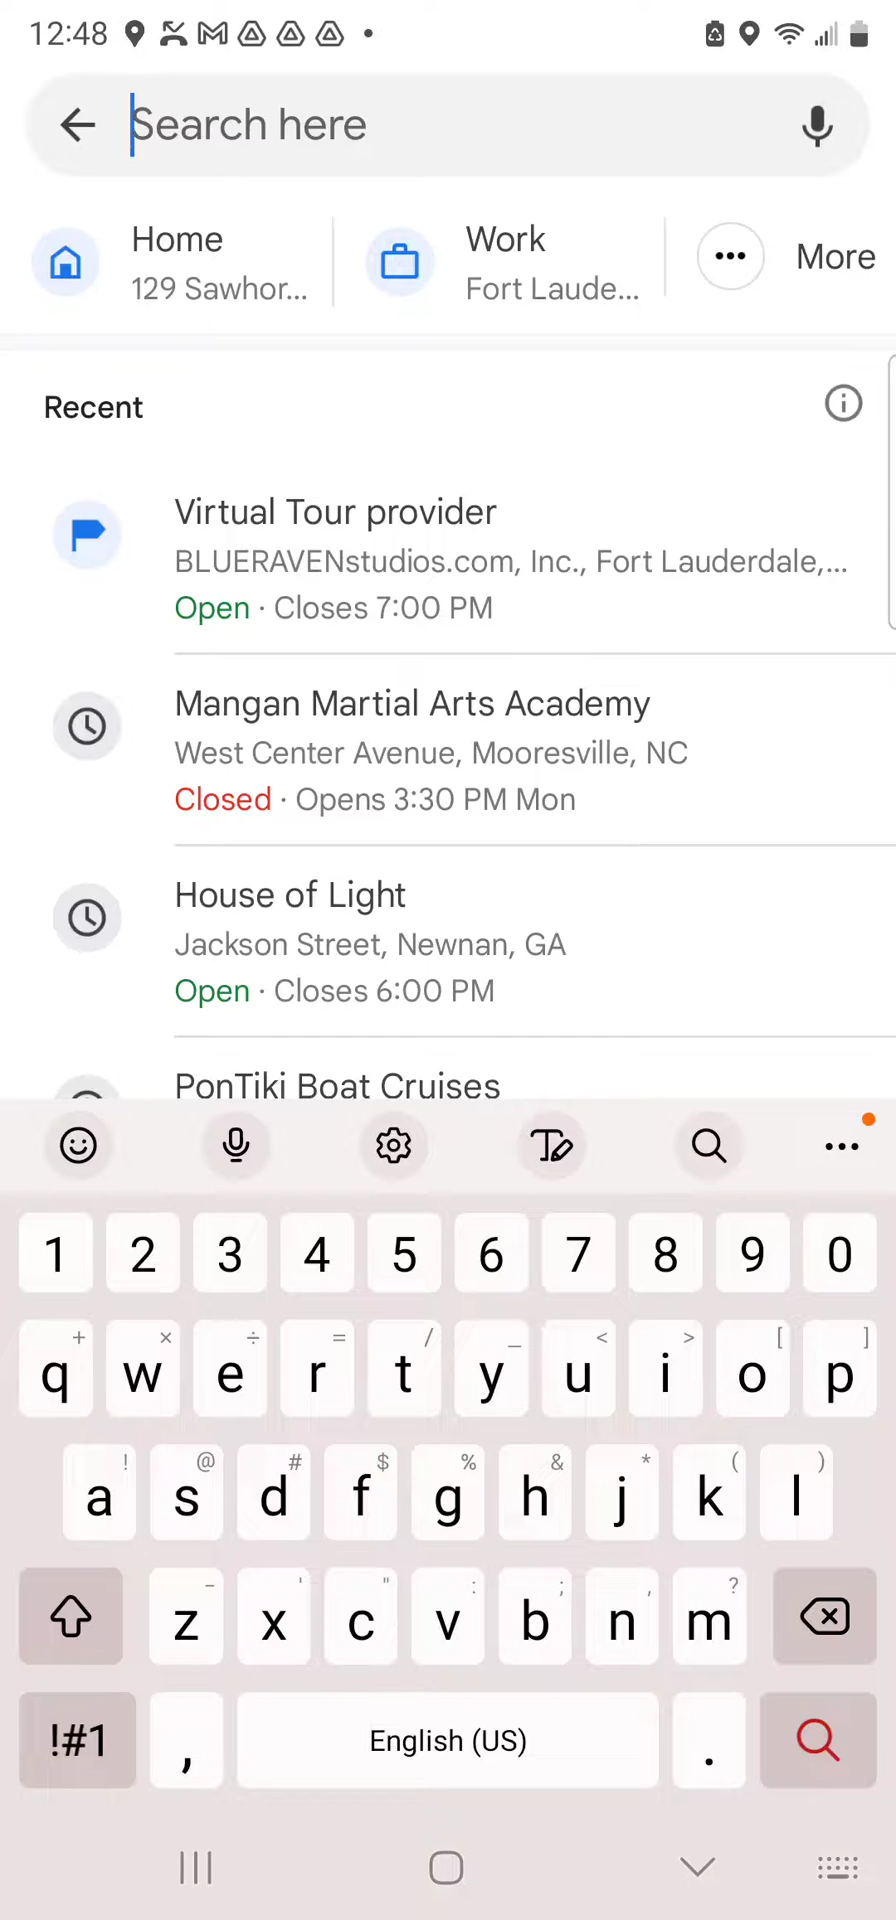 12:48
Search here
Home
129 Sawhor...
Work
Fort Laude...
More
Recent
Virtual Tour provider
BLUERAVENstudios.com, Inc., Fort Lauderdale,...
Open · Closes 7:00 PM
Mangan Martial Arts Academy
West Center Avenue, Mooresville, NC
Closed · Opens 3:30 PM Mon
House of Light
Jackson Street, Newnan, GA
Open · Closes 6:00 PM
PonTiki Boat Cruises
1 2 3 4 5 6 7 8 9 0
+ × ÷ = / _ < > [ ]
q w e r t y u i o p
! @ # $ % & * ( )
a s d f g h j k l
- ' " : ; , ?
z x c v b n m
!#1 , English (US) .